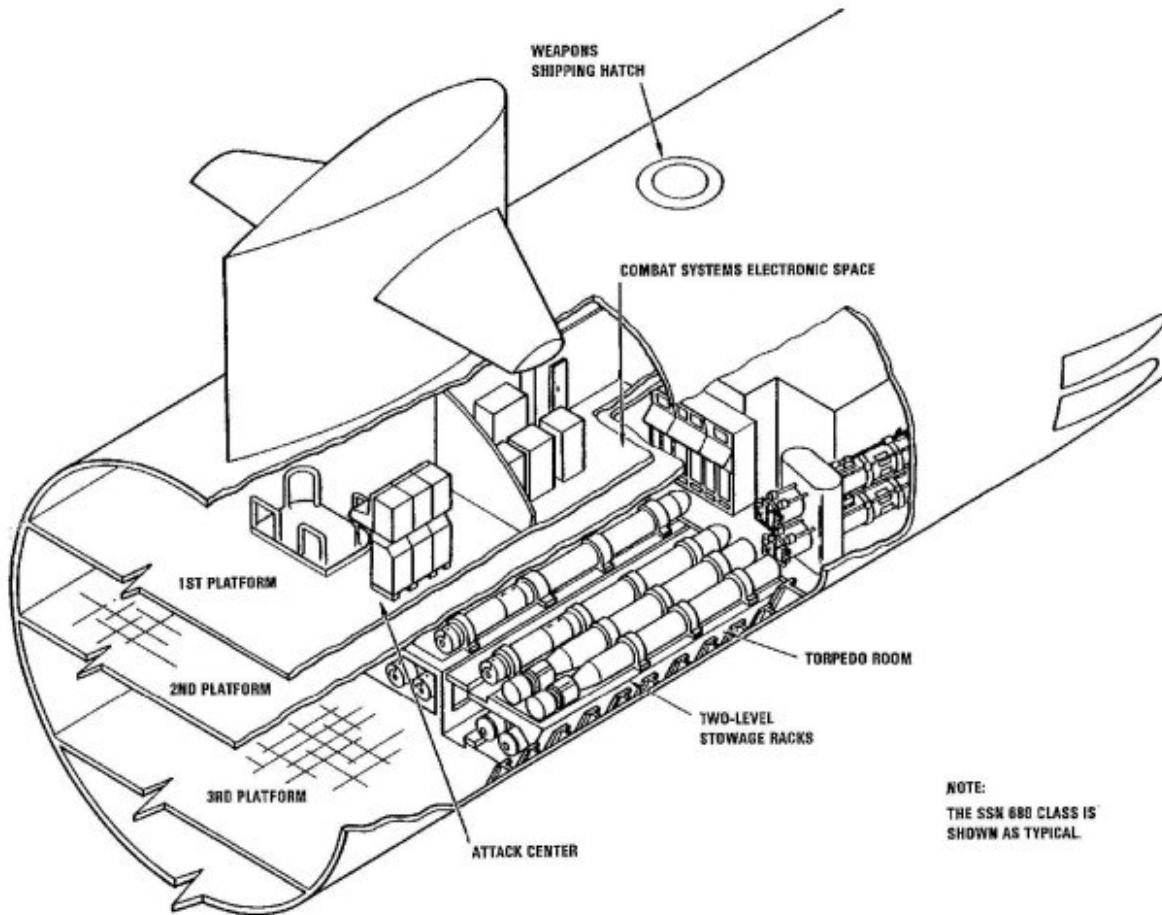 WEAPONS
SHIPPING HATCH
COMBAT SYSTEMS ELECTRONIC SPACE
1ST PLATFORM
2ND PLATFORM
3RD PLATFORM
TORPEDO ROOM
TWO-LEVEL
STOWAGE RACKS
ATTACK CENTER
NOTE:
THE SSN 688 CLASS IS
SHOWN AS TYPICAL.